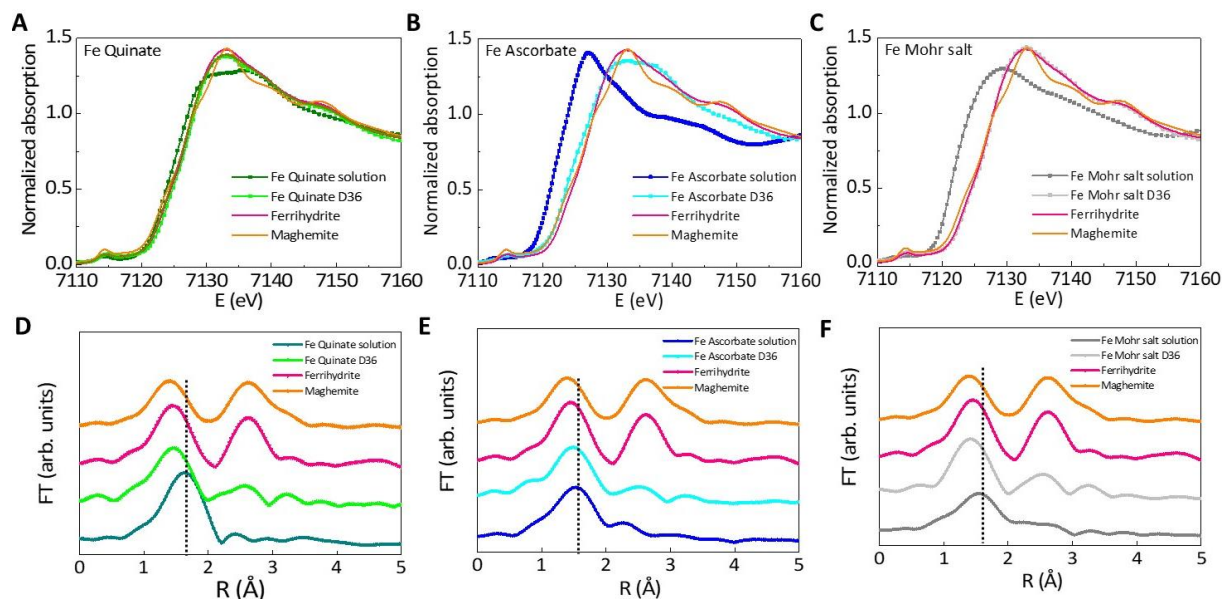 A
Fe Quinate
1.5
1.0
0.5
0.0
Normalized absorption
Fe Quinate solution
Fe Quinate D36
Ferrihydrite
Maghemite
7110 7120 7130 7140 7150 7160
E (eV)
B
Fe Ascorbate
1.5
1.0
0.5
0.0
Normalized absorption
Fe Ascorbate solution
Fe Ascorbate D36
Ferrihydrite
Maghemite
7110 7120 7130 7140 7150 7160
E (eV)
C
Fe Mohr salt
1.5
1.0
0.5
0.0
Normalized absorption
Fe Mohr salt solution
Fe Mohr salt D36
Ferrihydrite
Maghemite
7110 7120 7130 7140 7150 7160
E (eV)
D
Fe Quinate solution
Fe Quinate D36
Ferrihydrite
Maghemite
FT (arb. units)
0 1 2 3 4 5
R (Å)
E
Fe Ascorbate solution
Fe Ascorbate D36
Ferrihydrite
Maghemite
FT (arb. units)
0 1 2 3 4 5
R (Å)
F
Fe Mohr salt solution
Fe Mohr salt D36
Ferrihydrite
Maghemite
FT (arb. units)
0 1 2 3 4 5
R (Å)